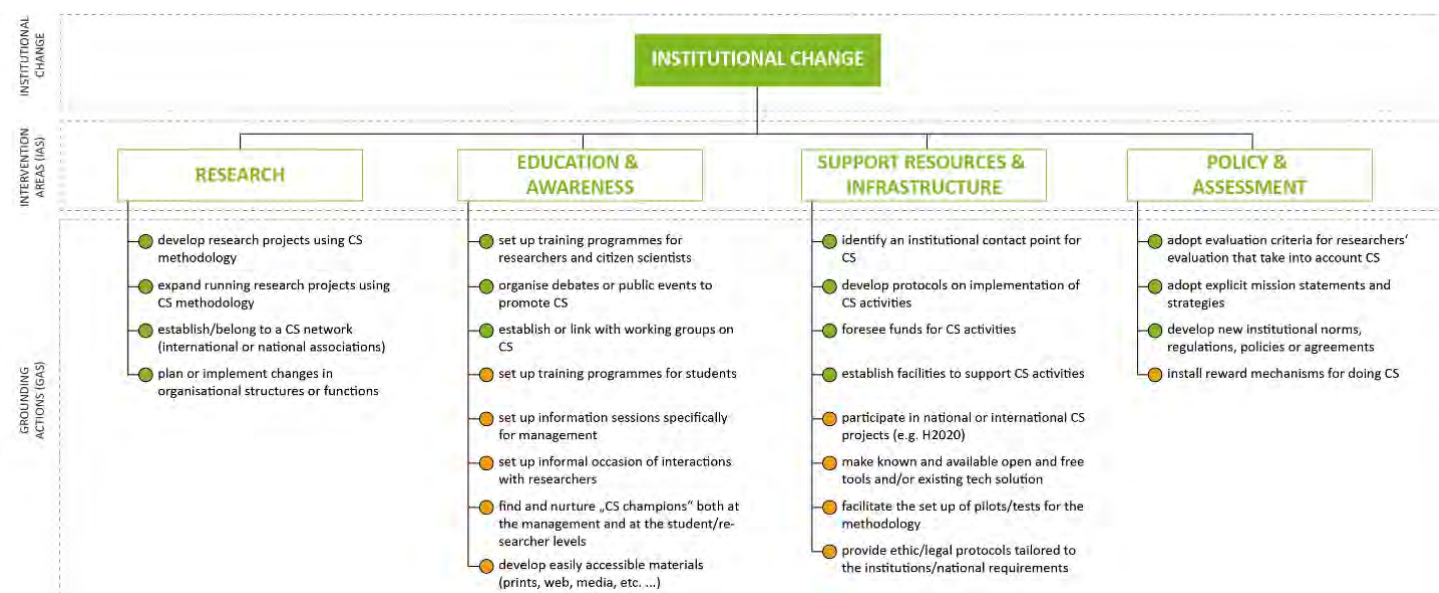 INSTITUTIONAL
CHANGE
INSTITUTIONAL CHANGE
INTERVENTION
AREAS (IAS)
RESEARCH
EDUCATION &
AWARENESS
SUPPORT RESOURCES &
INFRASTRUCTURE
POLICY &
ASSESSMENT
GROUNDING
ACTIONS (GAS)
develop research projects using CS
methodology
expand running research projects using
CS methodology
establish/belong to a CS network
(international or national associations)
plan or implement changes in
organisational structures or functions
set up training programmes for
researchers and citizen scientists
organise debates or public events to
promote CS
establish or link with working groups on
CS
set up training programmes for students
set up information sessions specifically
for management
set up informal occasion of interactions
with researchers
find and nurture „CS champions“ both at
the management and at the student/re-
searcher levels
develop easily accessible materials
(prints, web, media, etc. ...)
identify an institutional contact point for
CS
develop protocols on implementation of
CS activities
foresee funds for CS activities
establish facilities to support CS activities
participate in national or international CS
projects (e.g. H2020)
make known and available open and free
tools and/or existing tech solution
facilitate the set up of pilots/tests for the
methodology
provide ethic/legal protocols tailored to
the institutions/national requirements
adopt evaluation criteria for researchers‘
evaluation that take into account CS
adopt explicit mission statements and
strategies
develop new institutional norms,
regulations, policies or agreements
install reward mechanisms for doing CS